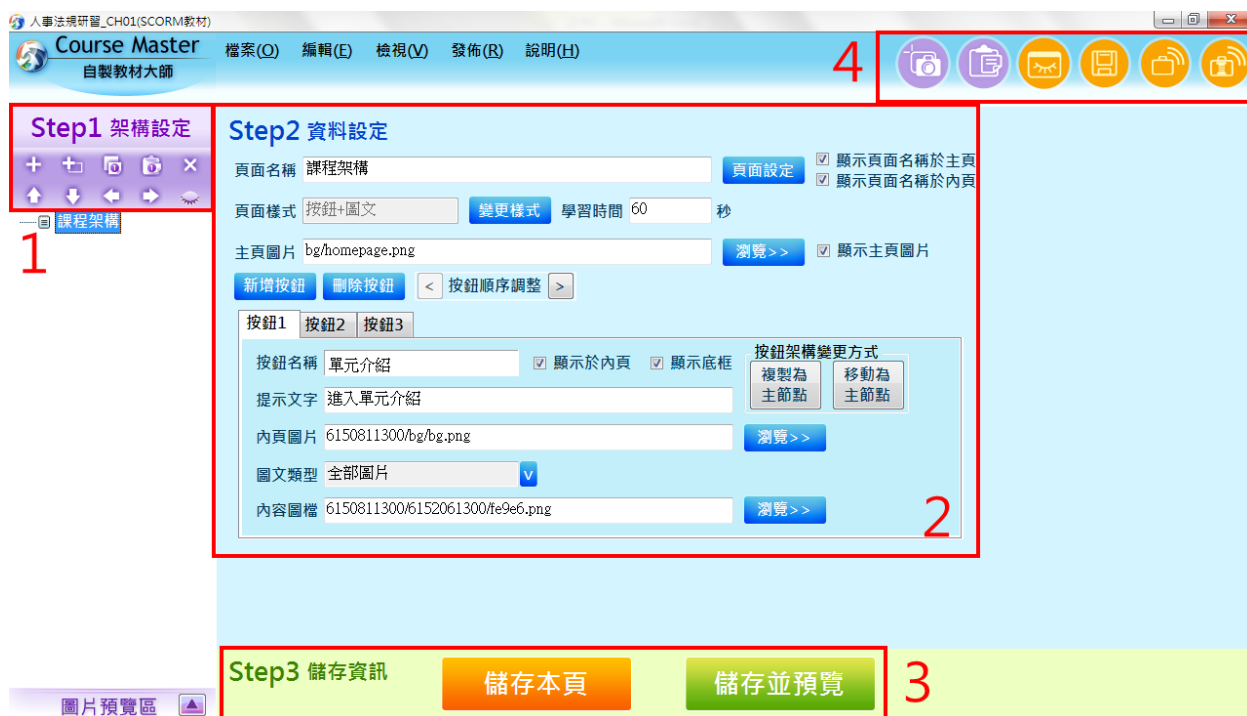 人事法規研習_CH01(SCORM教材)
Course Master
自製教材大師
檔案(O) 編輯(E) 檢視(V) 發佈(R) 說明(H)
4
Step1 架構設定
課程架構
1
Step2 資料設定
頁面名稱 課程架構 頁面設定
顯示頁面名稱於主頁
顯示頁面名稱於內頁
頁面樣式 按鈕+圖文 變更樣式 學習時間 60 秒
主頁圖片 bg/homepage.png 瀏覽>> 顯示主頁圖片
新增按鈕 刪除按鈕 < 按鈕順序調整 >
按鈕1 按鈕2 按鈕3
按鈕名稱 單元介紹 顯示於內頁 顯示底框
按鈕架構變更方式
複製為主節點 移動為主節點
提示文字 進入單元介紹
內頁圖片 6150811300/bg/bg.png 瀏覽>>
圖文類型 全部圖片 v
內容圖檔 6150811300/6152061300/fe9e6.png 瀏覽>>
2
Step3 儲存資訊 儲存本頁 儲存並預覽
3
圖片預覽區